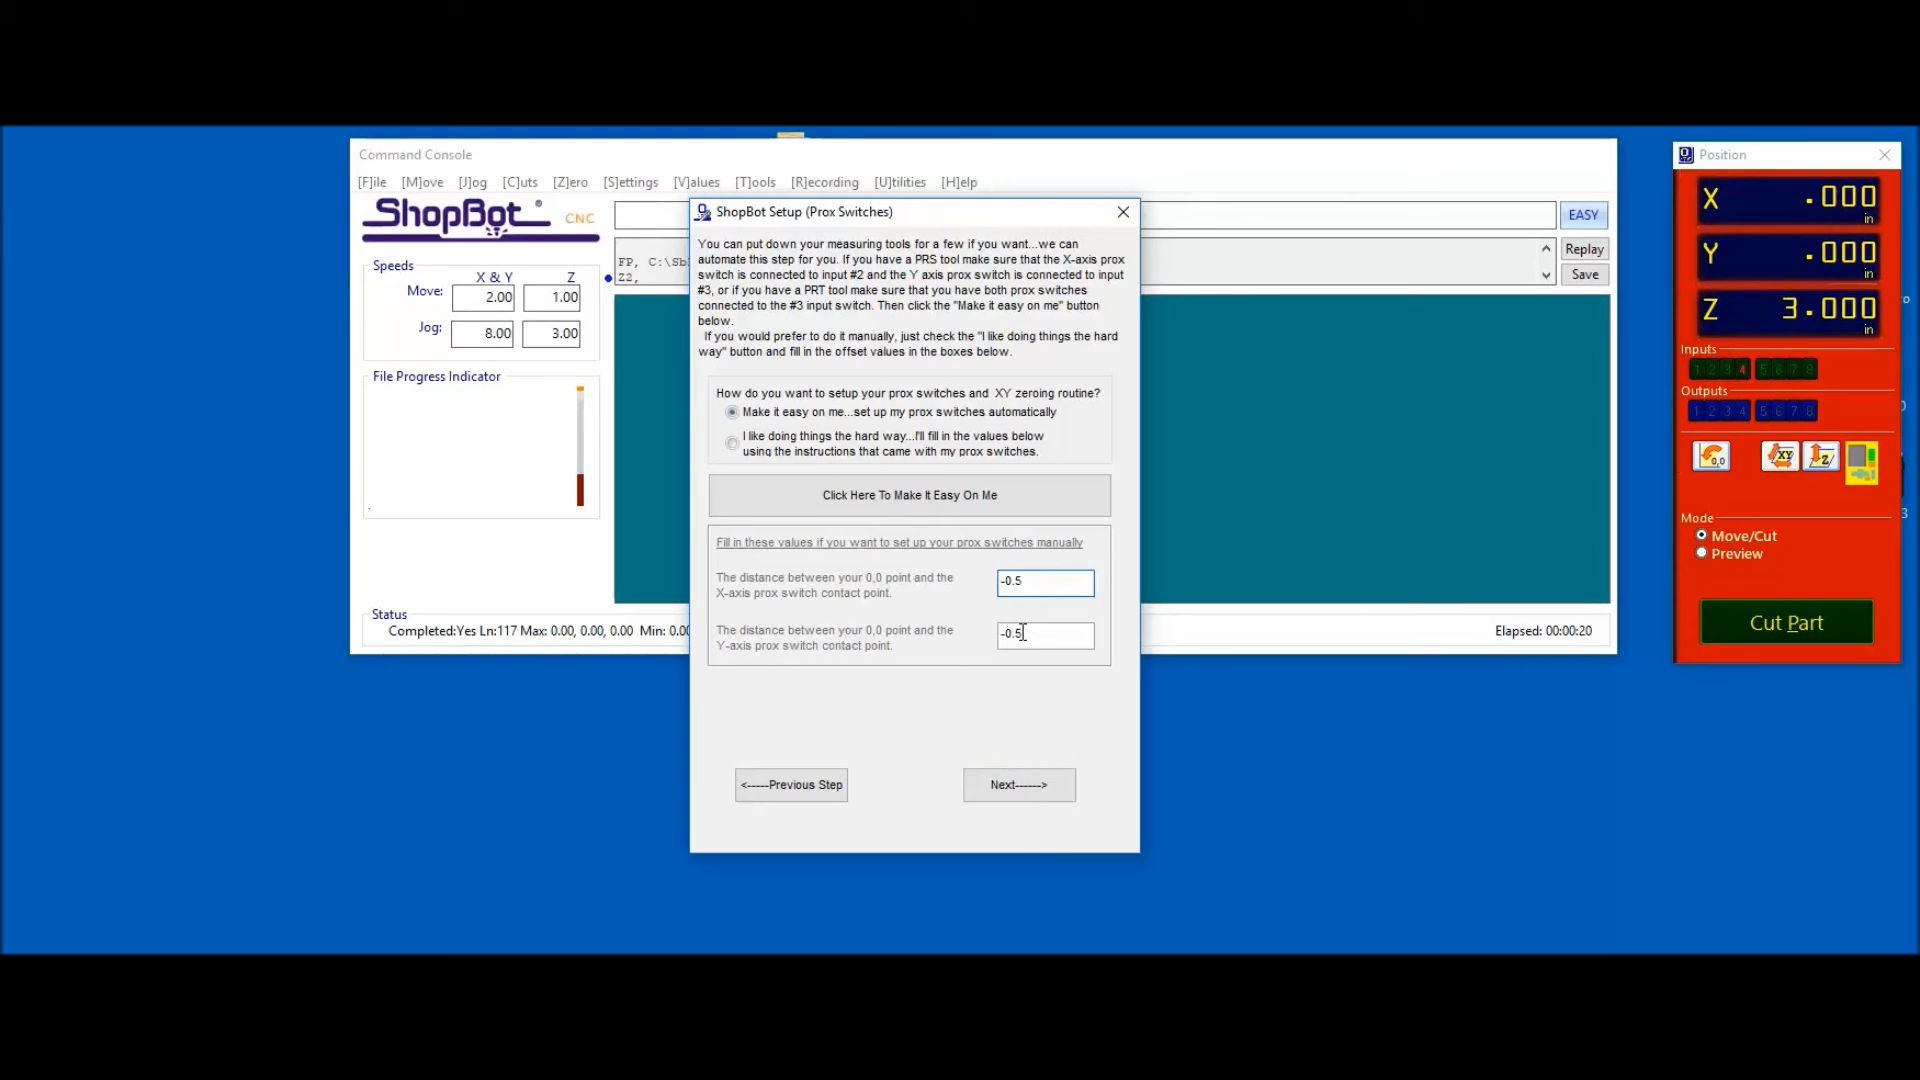 Command Console
[F]ile [M]ove [J]og [C]uts [Z]ero [S]ettings [V]alues [T]ools [R]ecording [U]tilities [H]elp
ShopBot ® CNC
EASY
FP, C:\Sb
Z2,
Replay
Save
Speeds
X & Y Z
Move: 2.00 1.00
Jog: 8.00 3.00
File Progress Indicator
Status
Completed:Yes Ln:117 Max: 0.00, 0.00, 0.00 Min: 0.00
Elapsed: 00:00:20
ShopBot Setup (Prox Switches)
You can put down your measuring tools for a few if you want...we can
automate this step for you. If you have a PRS tool make sure that the X-axis prox
switch is connected to input #2 and the Y axis prox switch is connected to input
#3, or if you have a PRT tool make sure that you have both prox switches
connected to the #3 input switch. Then click the "Make it easy on me" button
below.
If you would prefer to do it manually, just check the "I like doing things the hard
way" button and fill in the offset values in the boxes below.
How do you want to setup your prox switches and XY zeroing routine?
Make it easy on me...set up my prox switches automatically
I like doing things the hard way...I'll fill in the values below
using the instructions that came with my prox switches.
Click Here To Make It Easy On Me
Fill in these values if you want to set up your prox switches manually
The distance between your 0,0 point and the
X-axis prox switch contact point.
-0.5
The distance between your 0,0 point and the
Y-axis prox switch contact point.
-0.5
<-----Previous Step
Next------>
Position
X .000
in
Y .000
in
Z 3.000
in
Inputs
1 2 3 4 5 6 7 8
Outputs
1 2 3 4 5 6 7 8
0,0
XY
Z
Mode
Move/Cut
Preview
Cut Part